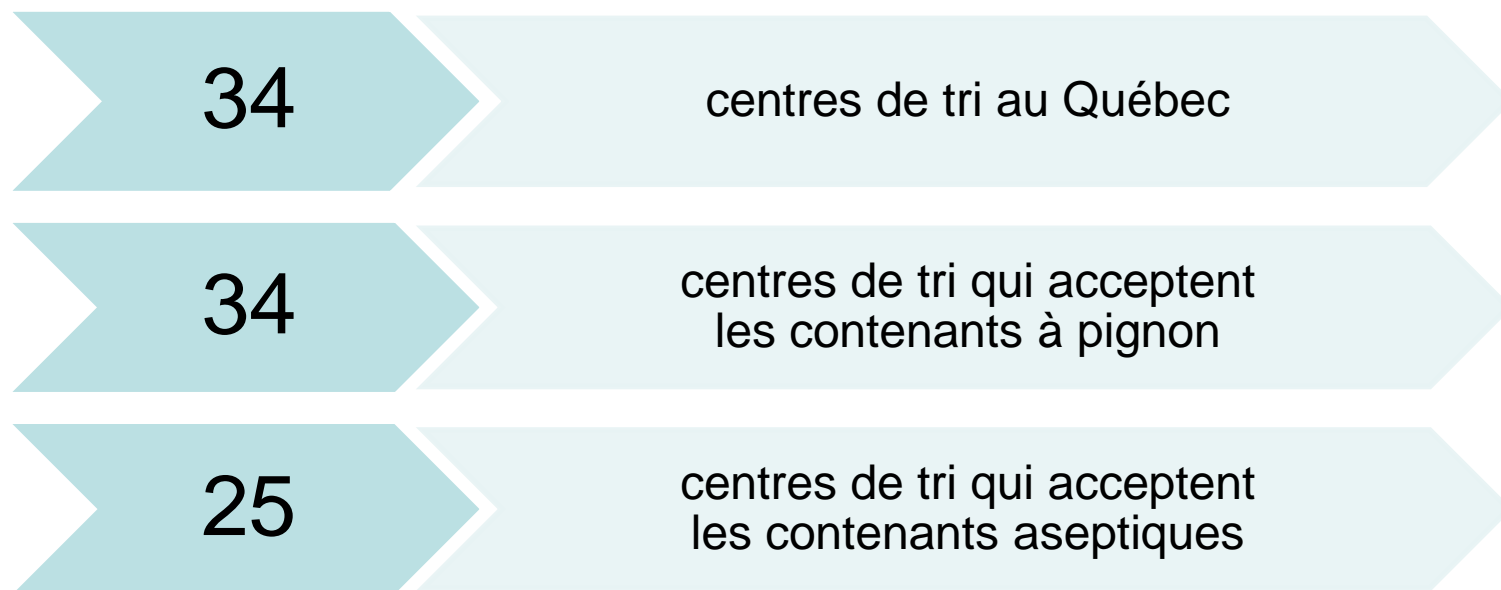 34
centres de tri au Québec
34
centres de tri qui acceptent
les contenants à pignon
25
centres de tri qui acceptent
les contenants aseptiques